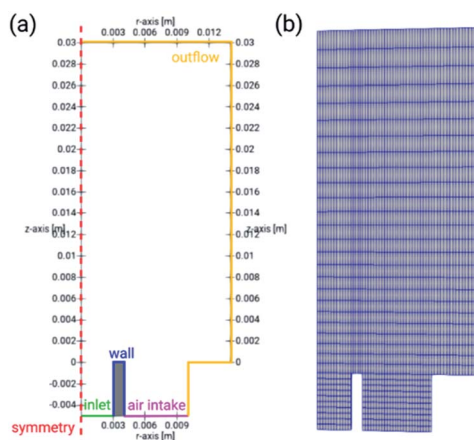 (a)
(b)
r-axis [m]
0.003 0.006 0.009 0.012
0.03 0.03
outflow
0.028 0.028
0.026 0.026
0.024 0.024
0.022 0.022
0.02 0.02
0.018 0.018
0.016 0.016
0.014 0.014
z-axis [m] z-axis [m]
0.012 0.012
0.01 0.01
0.008 0.008
0.006 0.006
0.004 0.004
0.002 0.002
wall
0 0
-0.002
inlet air intake
-0.004
symmetry
0.003 0.006 0.009
r-axis [m]